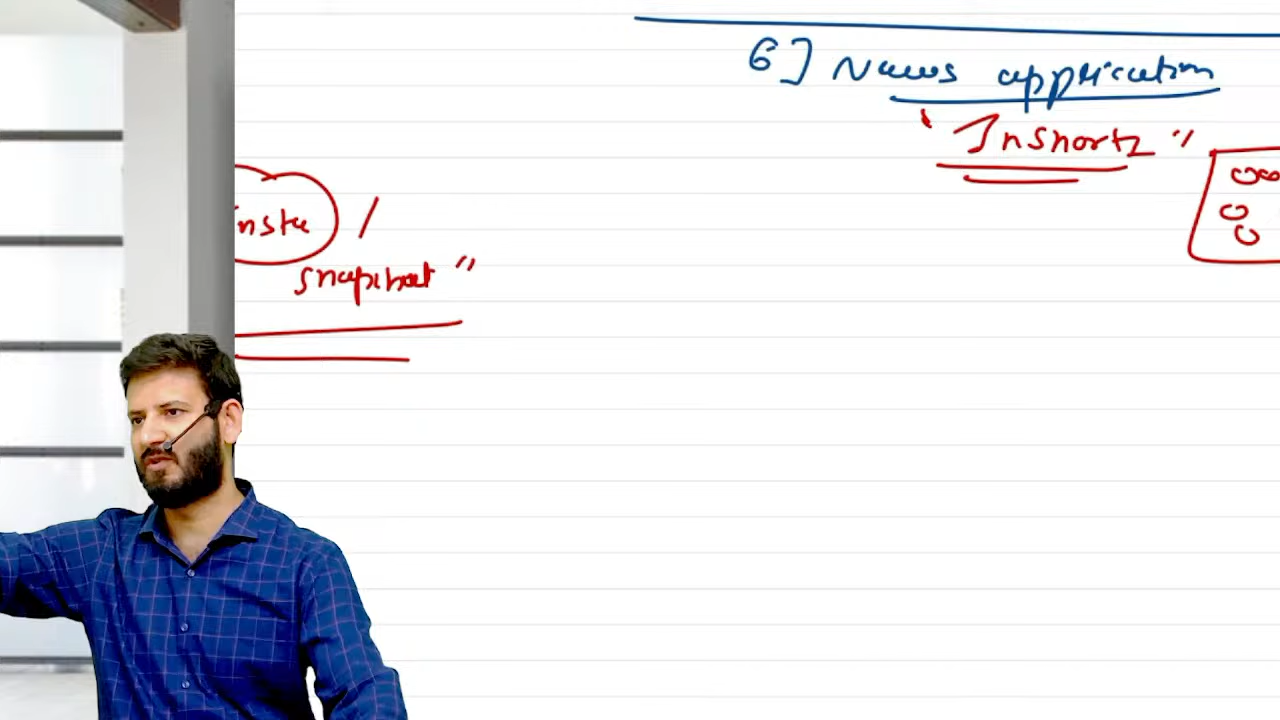 6] News application
" Inshorts "
insta /
snapchat "